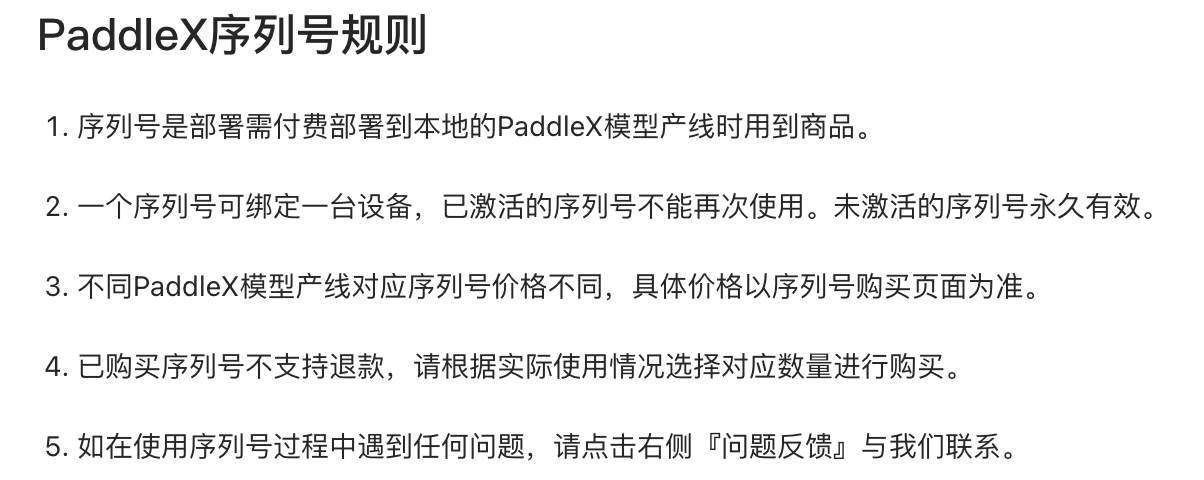 PaddleX序列号规则
1. 序列号是部署需付费部署到本地的PaddleX模型产线时用到商品。
2. 一个序列号可绑定一台设备，已激活的序列号不能再次使用。未激活的序列号永久有效。
3. 不同PaddleX模型产线对应序列号价格不同，具体价格以序列号购买页面为准。
4. 已购买序列号不支持退款，请根据实际使用情况选择对应数量进行购买。
5. 如在使用序列号过程中遇到任何问题，请点击右侧『问题反馈』与我们联系。